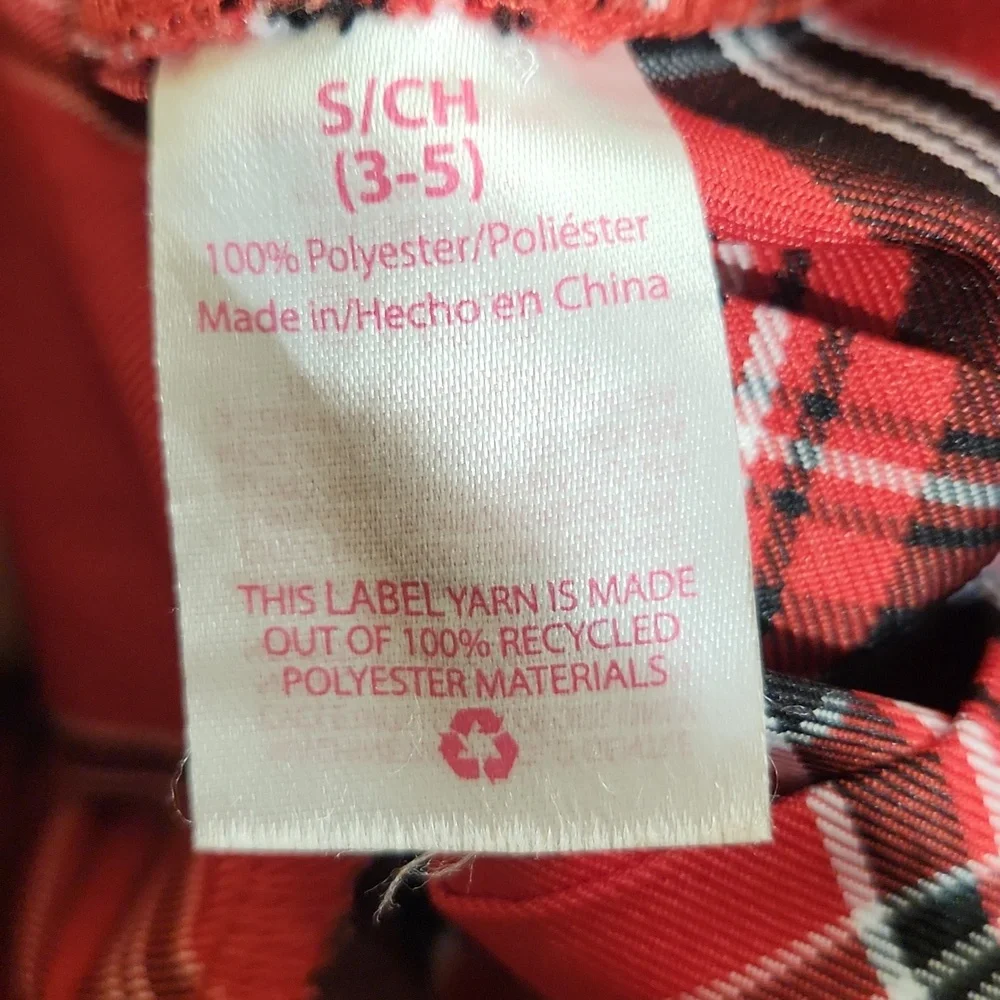 S/CH
(3-5)
100% Polyester/Poliéster
Made in/Hecho en China
THIS LABEL YARN IS MADE
OUT OF 100% RECYCLED
POLYESTER MATERIALS